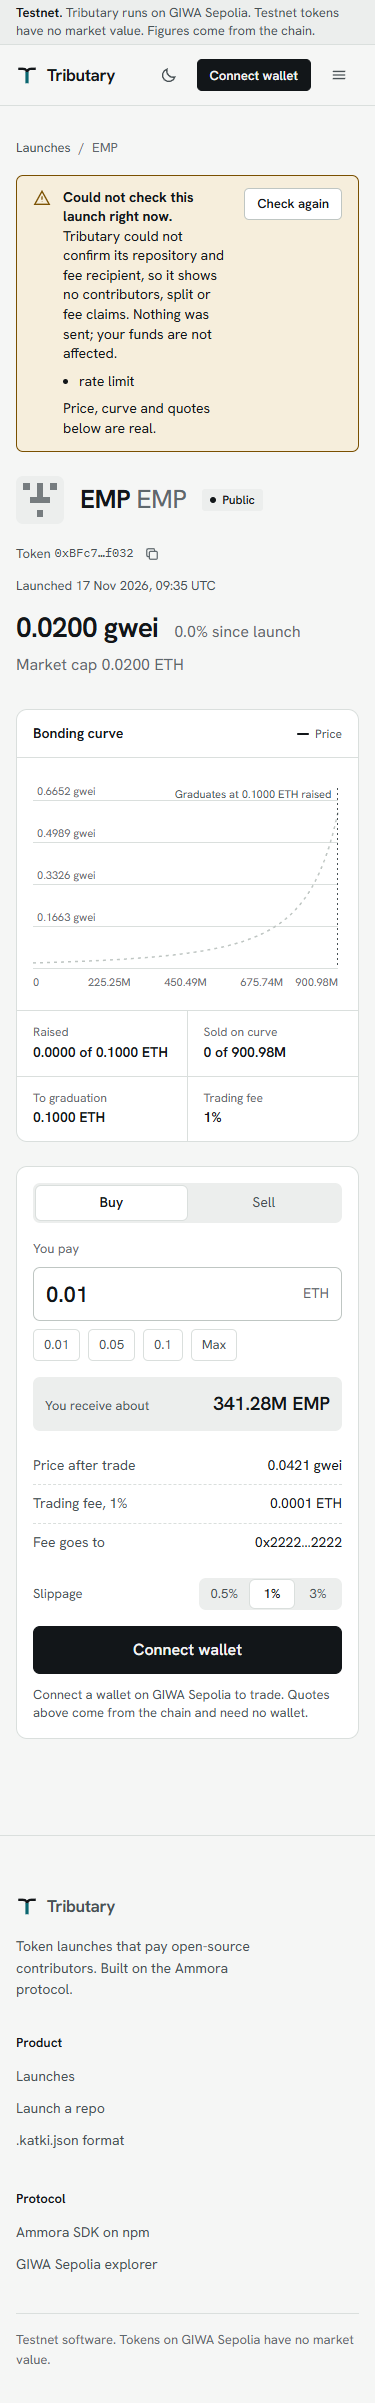 Testnet. Tributary runs on GIWA Sepolia. Testnet tokens
have no market value. Figures come from the chain.
Tributary
Connect wallet
Launches / EMP
Could not check this
launch right now.
Check again
Tributary could not
confirm its repository and
fee recipient, so it shows
no contributors, split or
fee claims. Nothing was
sent; your funds are not
affected.
• rate limit
Price, curve and quotes
below are real.
EMP EMP
Public
Token 0xBFc7…f032
Launched 17 Nov 2026, 09:35 UTC
0.0200 gwei 0.0% since launch
Market cap 0.0200 ETH
Bonding curve
Price
0.6652 gwei
Graduates at 0.1000 ETH raised
0.4989 gwei
0.3326 gwei
0.1663 gwei
0 225.25M 450.49M 675.74M 900.98M
Raised
0.0000 of 0.1000 ETH
Sold on curve
0 of 900.98M
To graduation
0.1000 ETH
Trading fee
1%
Buy
Sell
You pay
0.01 ETH
0.01 0.05 0.1 Max
You receive about 341.28M EMP
Price after trade 0.0421 gwei
Trading fee, 1% 0.0001 ETH
Fee goes to 0x2222…2222
Slippage 0.5% 1% 3%
Connect wallet
Connect a wallet on GIWA Sepolia to trade. Quotes
above come from the chain and need no wallet.
Tributary
Token launches that pay open-source
contributors. Built on the Ammora
protocol.
Product
Launches
Launch a repo
.katki.json format
Protocol
Ammora SDK on npm
GIWA Sepolia explorer
Testnet software. Tokens on GIWA Sepolia have no market
value.